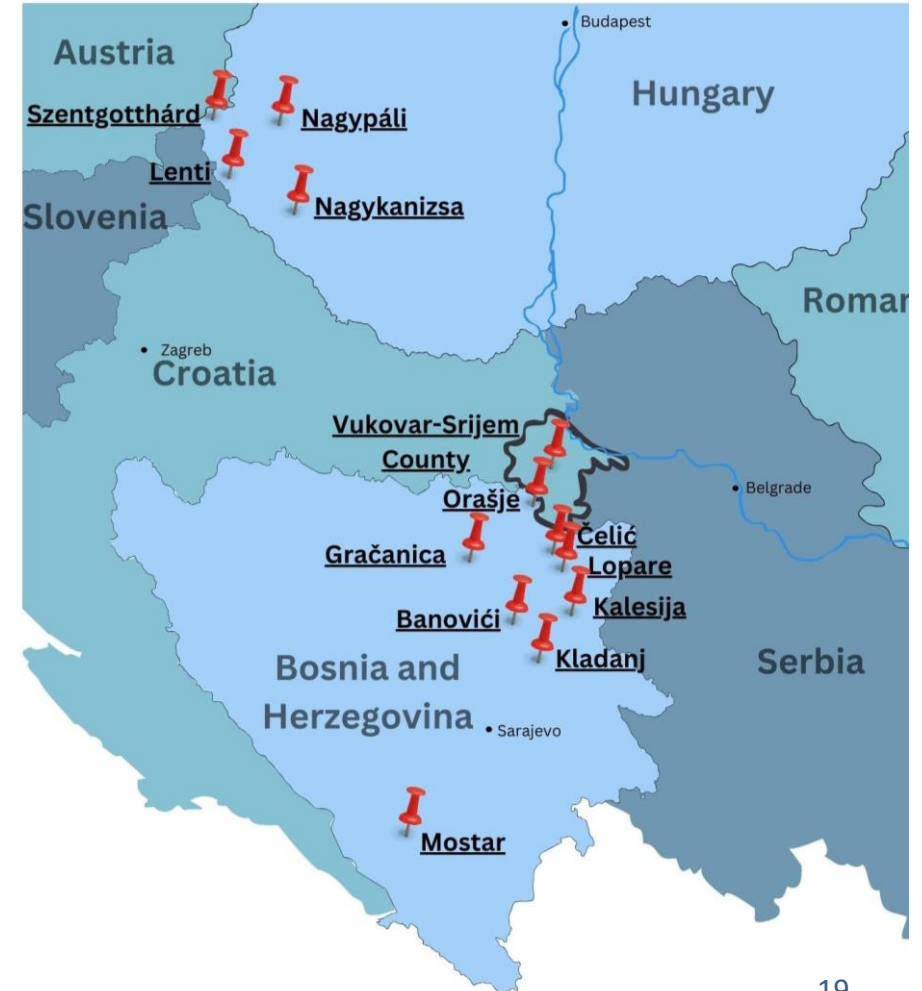 Budapest
Austria
Hungary
Szentgotthárd
Nagypáli
Lenti
Nagykanizsa
Slovenia
Romar
Zagreb
Croatia
Vukovar-Srijem
County
Belgrade
Orašje
Čelić
Gračanica
Lopare
Kalesija
Banovići
Kladanj
Serbia
Bosnia and
Herzegovina
Sarajevo
Mostar
19